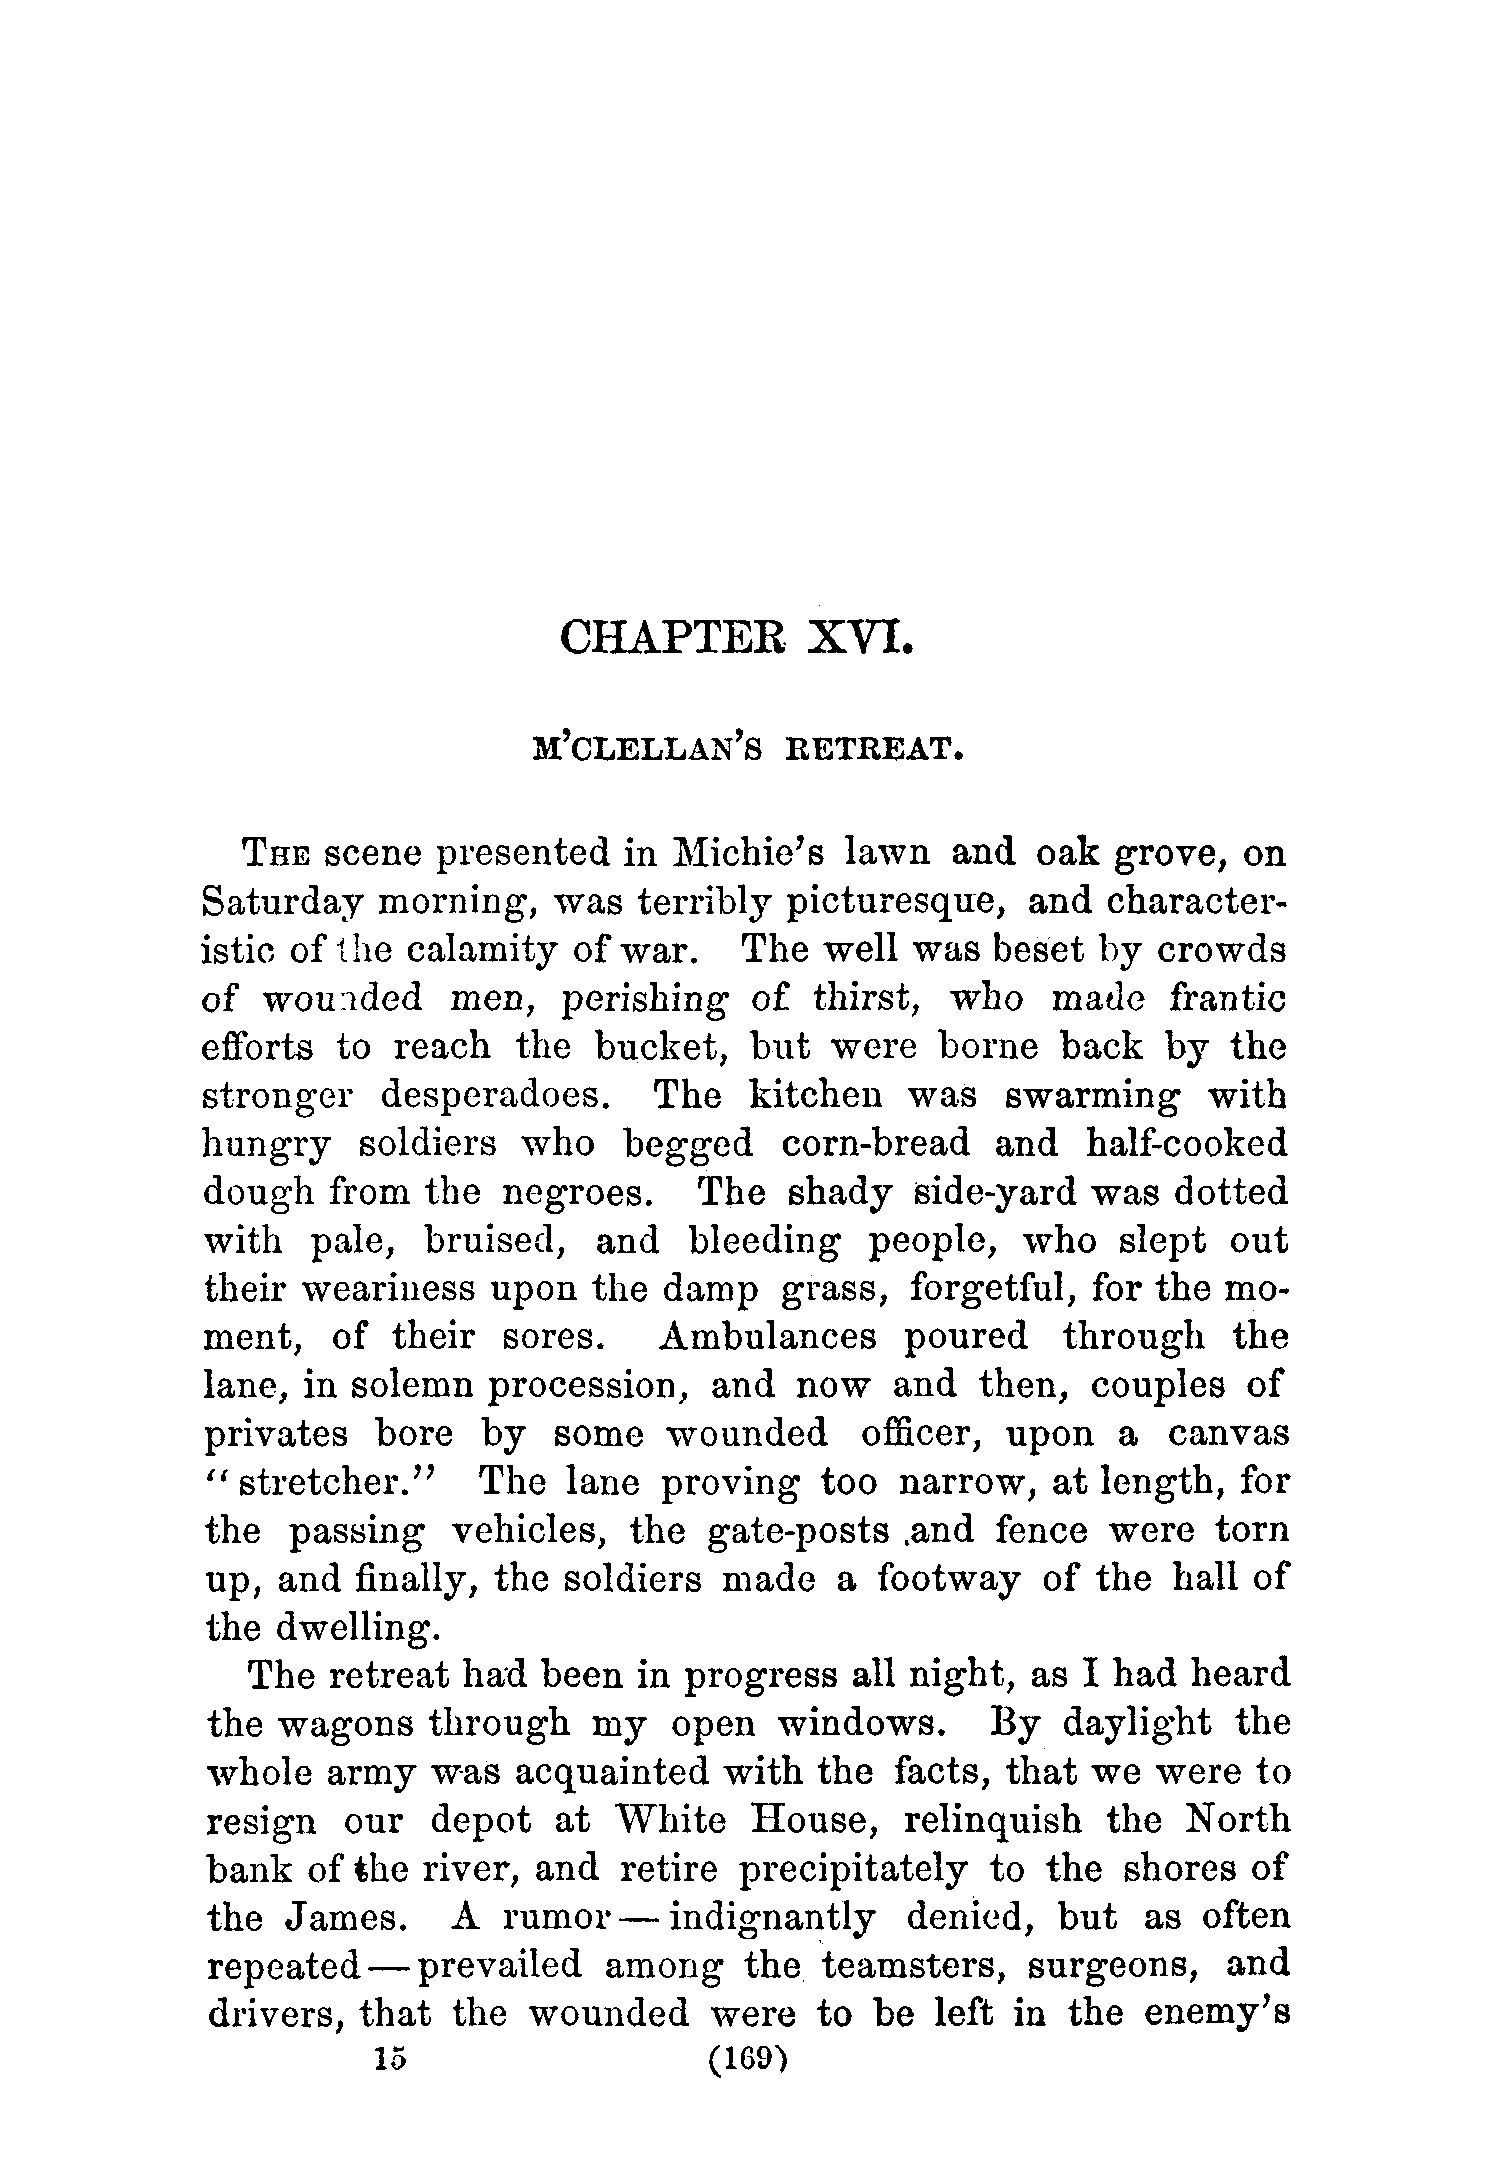 CHAPTER XVI.
M'CLELLAN'S RETREAT.
THE scene presented in Michie's lawn and oak grove, on
Saturday morning, was terribly picturesque, and character-
istic of the calamity of war. The well was beset by crowds
of wounded men, perishing of thirst, who made frantic
efforts to reach the bucket, but were borne back by the
stronger desperadoes. The kitchen was swarming with
hungry soldiers who begged corn-bread and half-cooked
dough from the negroes. The shady side-yard was dotted
with pale, bruised, and bleeding people, who slept out
their weariness upon the damp grass, forgetful, for the mo-
ment, of their sores. Ambulances poured through the
lane, in solemn procession, and now and then, couples of
privates bore by some wounded officer, upon a canvas
"stretcher." The lane proving too narrow, at length, for
the passing vehicles, the gate-posts and fence were torn
up, and finally, the soldiers made a footway of the hall of
the dwelling.
The retreat had been in progress all night, as I had heard
the wagons through my open windows. By daylight the
whole army was acquainted with the facts, that we were to
resign our depot at White House, relinquish the North
bank of the river, and retire precipitately to the shores of
the James. A rumor — indignantly denied, but as often
repeated — prevailed among the teamsters, surgeons, and
drivers, that the wounded were to be left in the enemy's
15 (169)